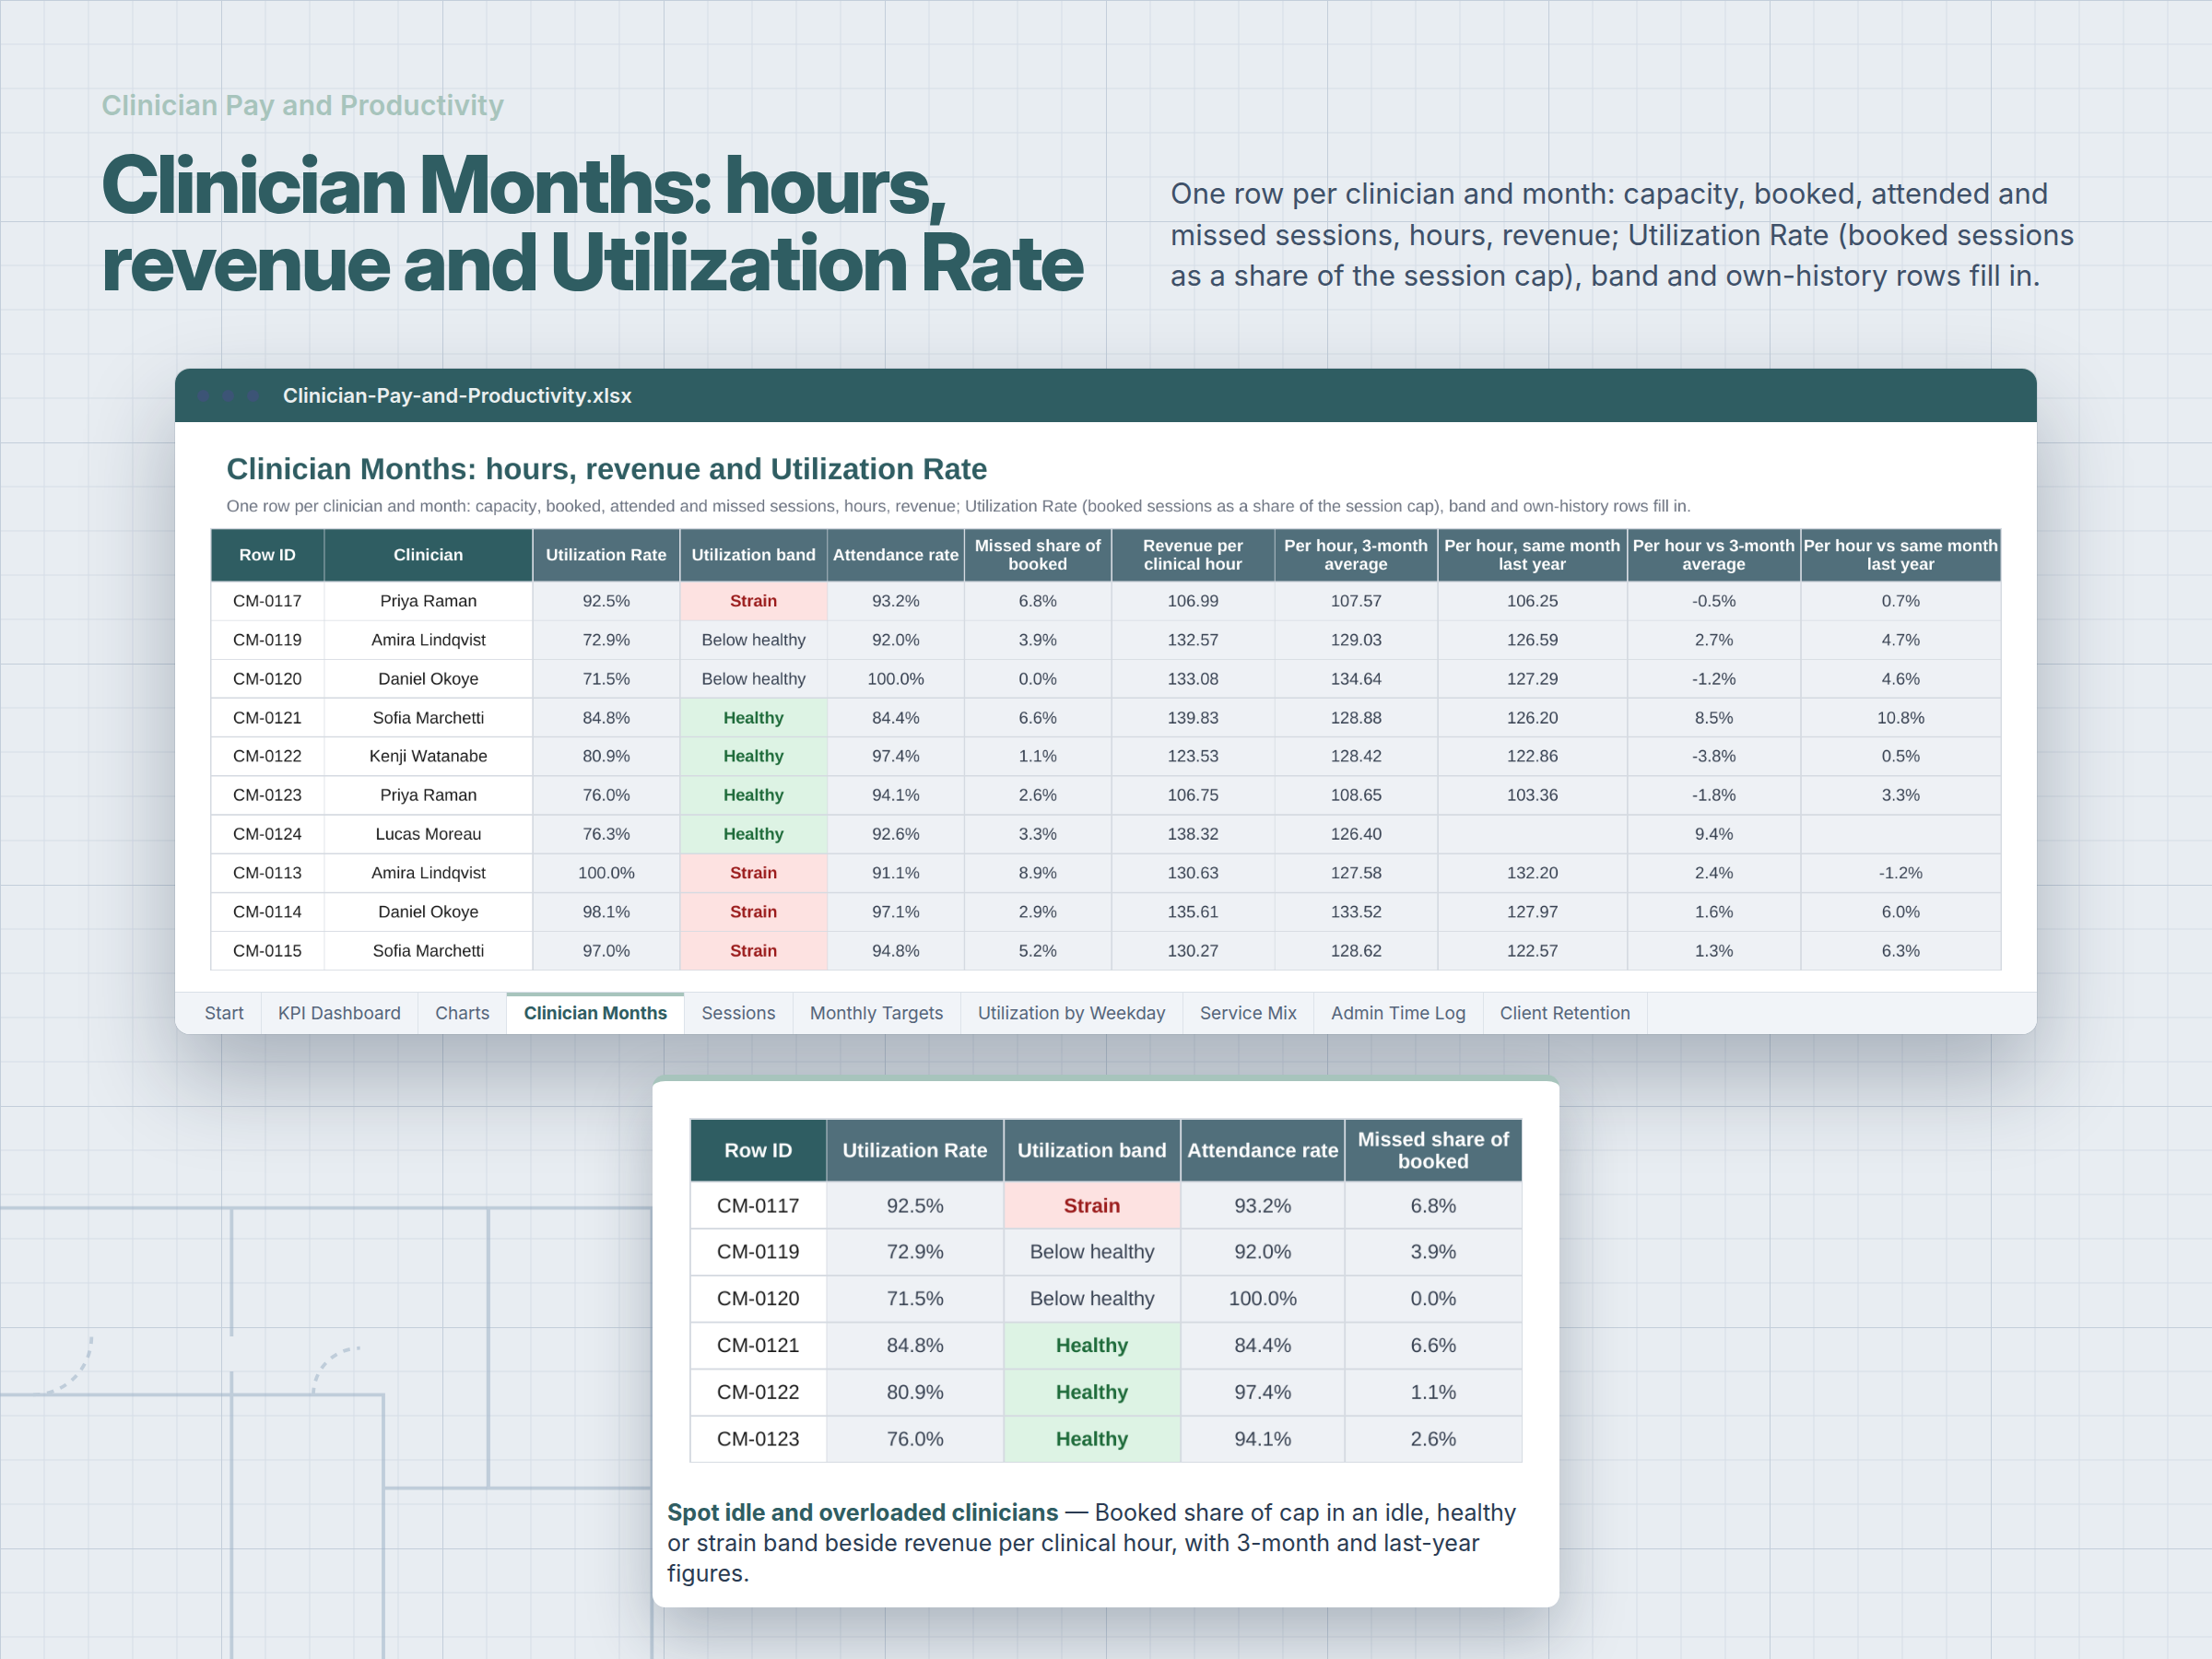 Clinician Pay and Productivity
Clinician Months: hours,
revenue and Utilization Rate
One row per clinician and month: capacity, booked, attended and
missed sessions, hours, revenue; Utilization Rate (booked sessions
as a share of the session cap), band and own-history rows fill in.
Clinician-Pay-and-Productivity.xlsx
Clinician Months: hours, revenue and Utilization Rate
One row per clinician and month: capacity, booked, attended and missed sessions, hours, revenue; Utilization Rate (booked sessions as a share of the session cap), band and own-history rows fill in.
Row ID Clinician Utilization Rate Utilization band Attendance rate Missed share of booked Revenue per clinical hour Per hour, 3-month average Per hour, same month last year Per hour vs 3-month average Per hour vs same month last year
CM-0117 Priya Raman 92.5% Strain 93.2% 6.8% 106.99 107.57 106.25 -0.5% 0.7%
CM-0119 Amira Lindqvist 72.9% Below healthy 92.0% 3.9% 132.57 129.03 126.59 2.7% 4.7%
CM-0120 Daniel Okoye 71.5% Below healthy 100.0% 0.0% 133.08 134.64 127.29 -1.2% 4.6%
CM-0121 Sofia Marchetti 84.8% Healthy 84.4% 6.6% 139.83 128.88 126.20 8.5% 10.8%
CM-0122 Kenji Watanabe 80.9% Healthy 97.4% 1.1% 123.53 128.42 122.86 -3.8% 0.5%
CM-0123 Priya Raman 76.0% Healthy 94.1% 2.6% 106.75 108.65 103.36 -1.8% 3.3%
CM-0124 Lucas Moreau 76.3% Healthy 92.6% 3.3% 138.32 126.40 9.4%
CM-0113 Amira Lindqvist 100.0% Strain 91.1% 8.9% 130.63 127.58 132.20 2.4% -1.2%
CM-0114 Daniel Okoye 98.1% Strain 97.1% 2.9% 135.61 133.52 127.97 1.6% 6.0%
CM-0115 Sofia Marchetti 97.0% Strain 94.8% 5.2% 130.27 128.62 122.57 1.3% 6.3%
Start KPI Dashboard Charts Clinician Months Sessions Monthly Targets Utilization by Weekday Service Mix Admin Time Log Client Retention
Row ID Utilization Rate Utilization band Attendance rate Missed share of booked
CM-0117 92.5% Strain 93.2% 6.8%
CM-0119 72.9% Below healthy 92.0% 3.9%
CM-0120 71.5% Below healthy 100.0% 0.0%
CM-0121 84.8% Healthy 84.4% 6.6%
CM-0122 80.9% Healthy 97.4% 1.1%
CM-0123 76.0% Healthy 94.1% 2.6%
Spot idle and overloaded clinicians — Booked share of cap in an idle, healthy
or strain band beside revenue per clinical hour, with 3-month and last-year
figures.